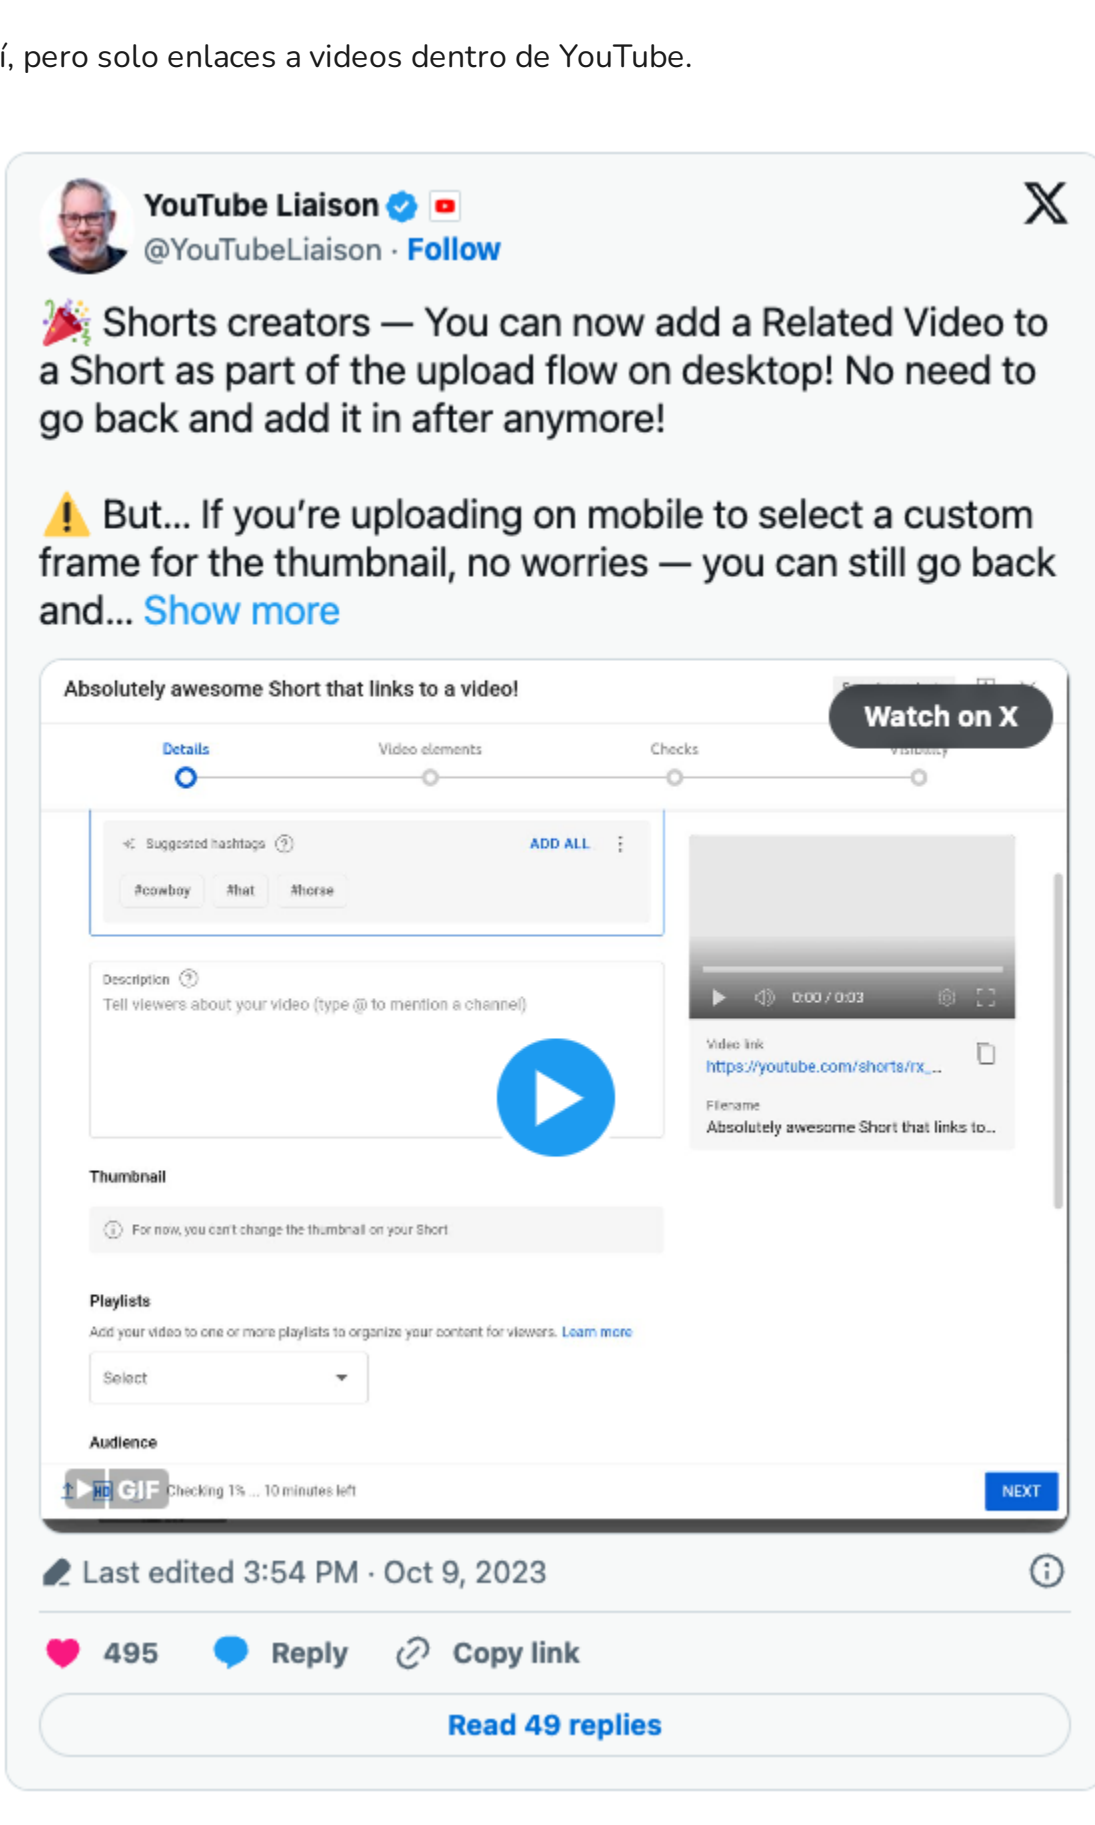 í, pero solo enlaces a videos dentro de YouTube.
YouTube Liaison
@YouTubeLiaison · Follow
Shorts creators — You can now add a Related Video to
a Short as part of the upload flow on desktop! No need to
go back and add it in after anymore!
But... If you’re uploading on mobile to select a custom
frame for the thumbnail, no worries — you can still go back
and... Show more
Absolutely awesome Short that links to a video!
Watch on X
Details
Video elements
Checks
Visibility
Suggested hashtags
ADD ALL
#cowboy
#hat
#horse
Description
Tell viewers about your video (type @ to mention a channel)
0:00 / 0:03
Video link
https://youtube.com/shorts/rx_...
Filename
Absolutely awesome Short that links to...
Thumbnail
For now, you can't change the thumbnail on your Short
Playlists
Add your video to one or more playlists to organize your content for viewers. Learn more
Select
Audience
HD
GIF
Checking 1% ... 10 minutes left
NEXT
Last edited 3:54 PM · Oct 9, 2023
495
Reply
Copy link
Read 49 replies